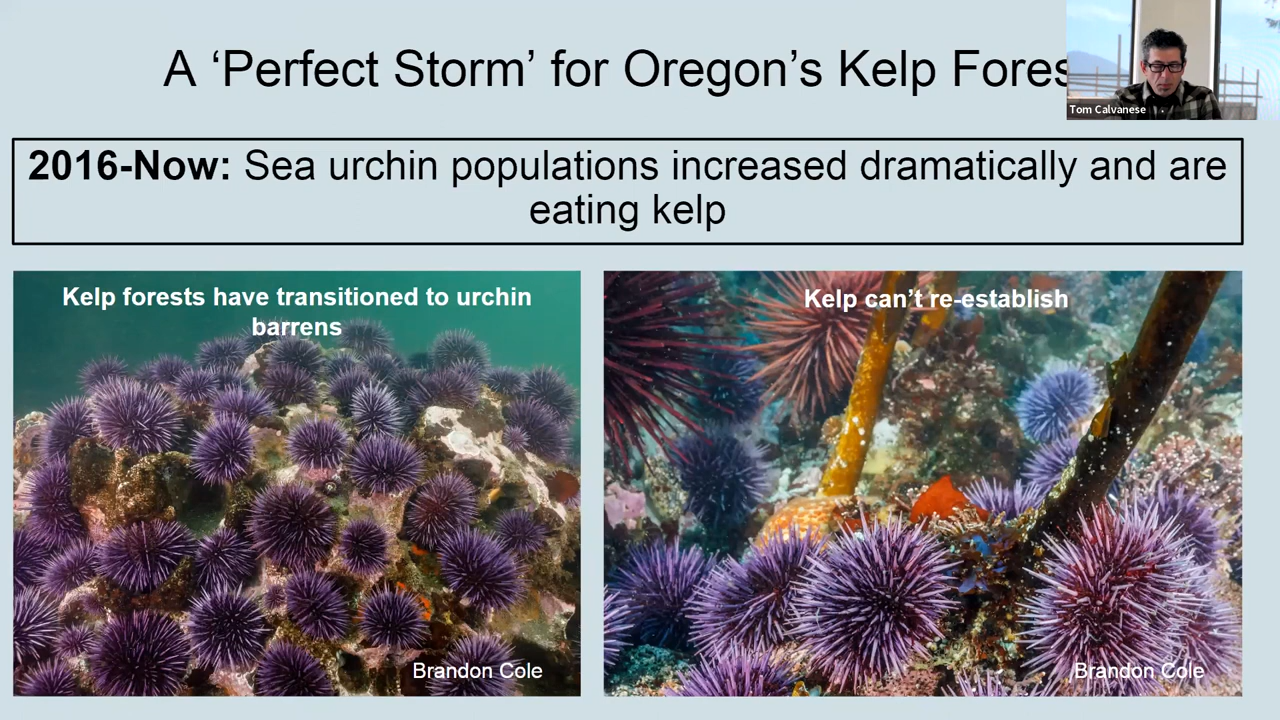 A ‘Perfect Storm’ for Oregon’s Kelp Fores
Tom Calvanese
2016-Now: Sea urchin populations increased dramatically and are
eating kelp
Kelp forests have transitioned to urchin
barrens
Kelp can’t re-establish
Brandon Cole
Brandon Cole